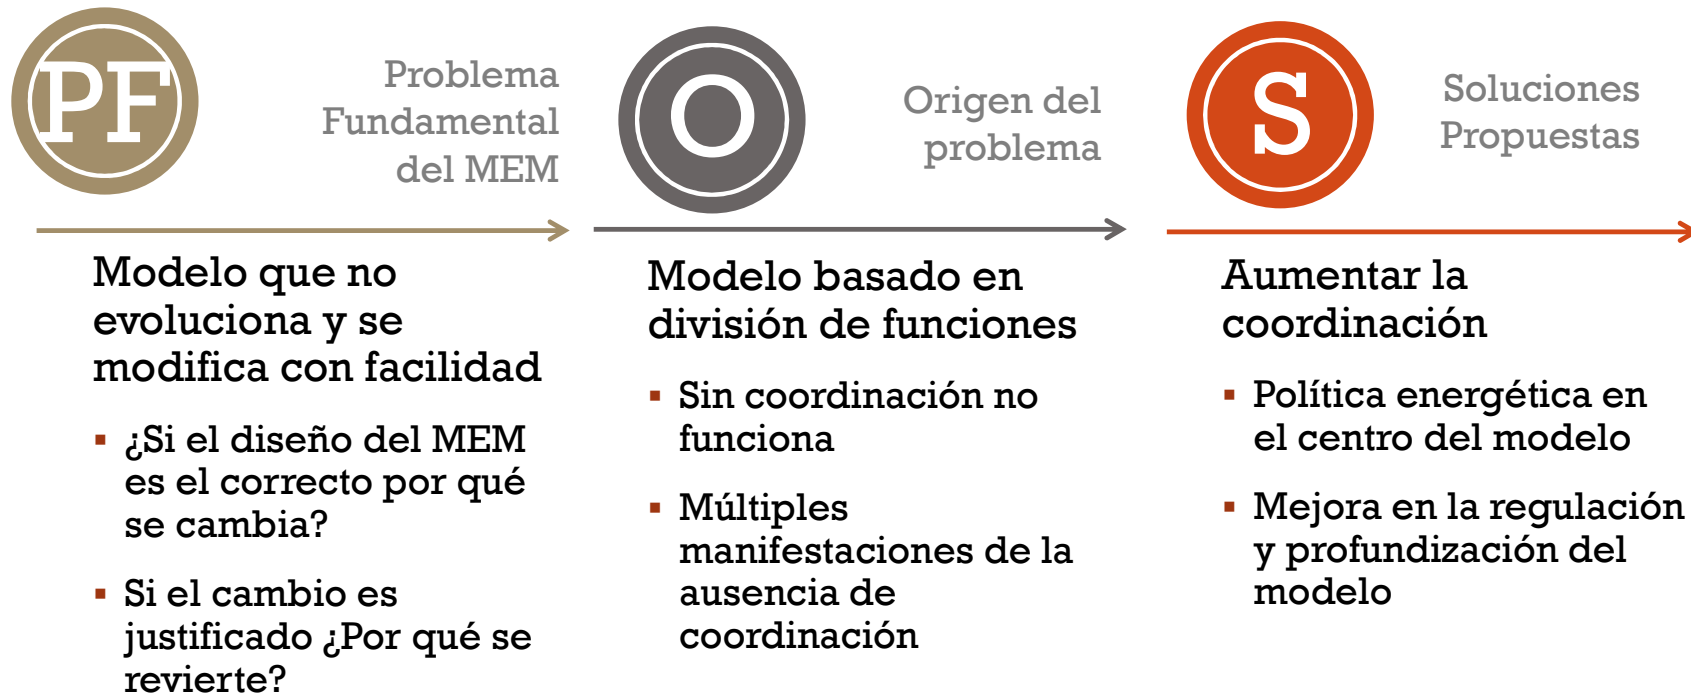 PF
Problema
Fundamental
del MEM
Modelo que no
evoluciona y se
modifica con facilidad
▪ ¿Si el diseño del MEM
es el correcto por qué
se cambia?
▪ Si el cambio es
justificado ¿Por qué se
revierte?
O
Origen del
problema
Modelo basado en
división de funciones
▪ Sin coordinación no
funciona
▪ Múltiples
manifestaciones de la
ausencia de
coordinación
S
Soluciones
Propuestas
Aumentar la
coordinación
▪ Política energética en
el centro del modelo
▪ Mejora en la regulación
y profundización del
modelo